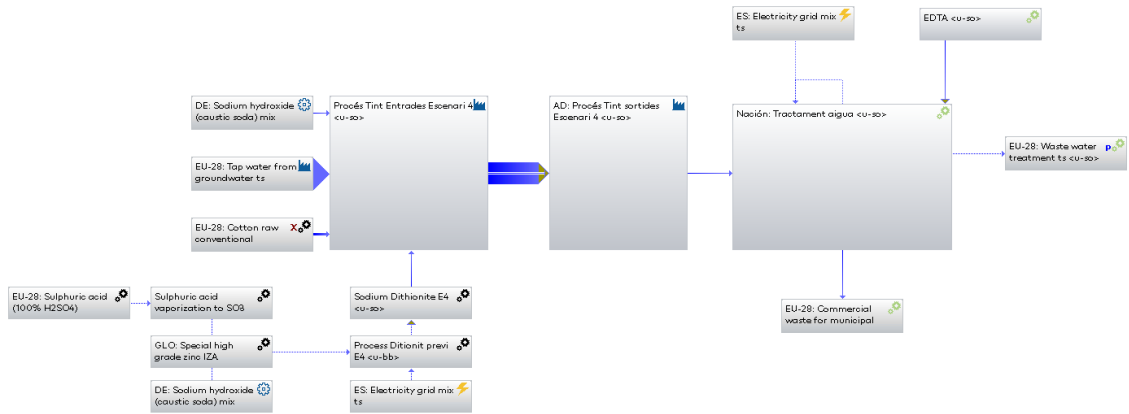 ES: Electricity grid mix
ts
EDTA <u-so>
DE: Sodium hydroxide
(caustic soda) mix
Procés Tint Entrades Escenari 4
<u-so>
AD: Procés Tint sortides
Escenari 4 <u-so>
Nación: Tractament aigua <u-so>
EU-28: Waste water
treatment ts <u-so>
p
EU-28: Tap water from
groundwater ts
EU-28: Cotton raw
conventional
X
EU-28: Sulphuric acid
(100% H2SO4)
Sulphuric acid
vaporization to SO3
Sodium Dithionite E4
<u-so>
EU-28: Commercial
waste for municipal
GLO: Special high
grade zinc IZA
Process Ditionit previ
E4 <u-bb>
DE: Sodium hydroxide
(caustic soda) mix
ES: Electricity grid mix
ts